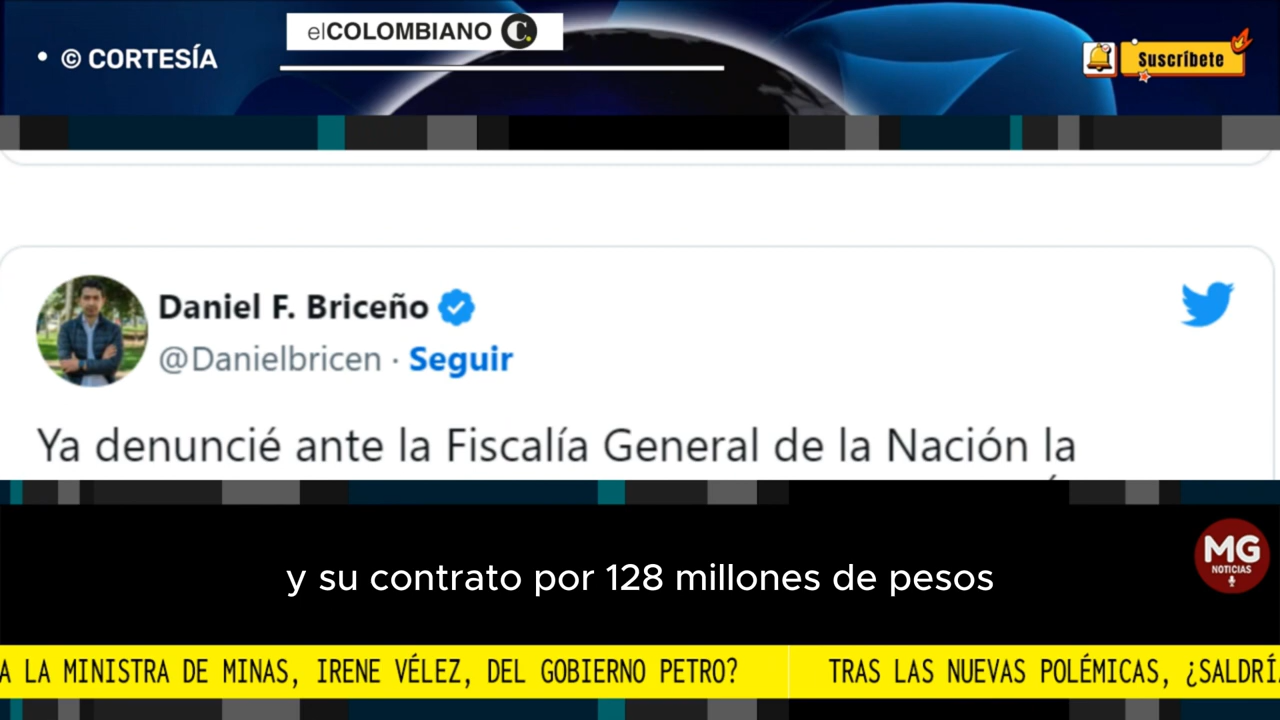 elCOLOMBIANO C.
• © CORTESÍA
Suscríbete
Daniel F. Briceño
@Danielbricen · Seguir
Ya denuncié ante la Fiscalía General de la Nación la
y su contrato por 128 millones de pesos
MG
NOTICIAS
A LA MINISTRA DE MINAS, IRENE VÉLEZ, DEL GOBIERNO PETRO? TRAS LAS NUEVAS POLÉMICAS, ¿SALDRÍ